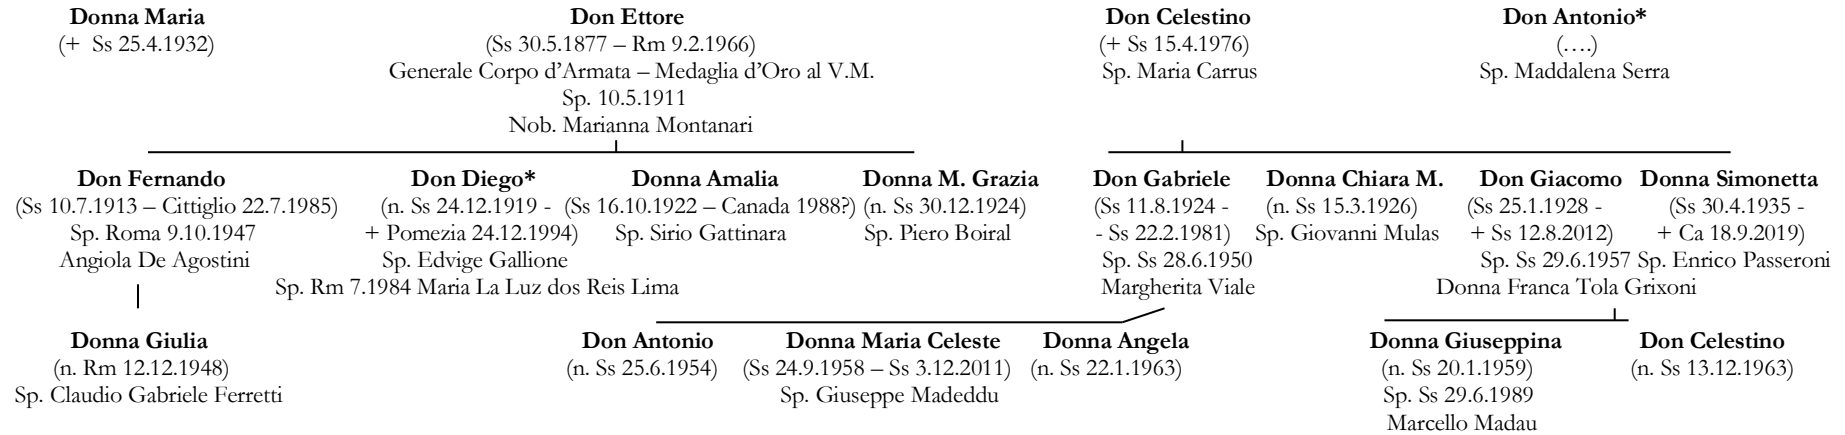 Donna Maria Don Ettore Don Celestino Don Antonio*
(+ Ss 25.4.1932) (Ss 30.5.1877 – Rm 9.2.1966) (+ Ss 15.4.1976) (….)
Generale Corpo d’Armata – Medaglia d’Oro al V.M. Sp. Maria Carrus Sp. Maddalena Serra
Sp. 10.5.1911
Nob. Marianna Montanari
Don Fernando Don Diego* Donna Amalia Donna M. Grazia Don Gabriele Donna Chiara M. Don Giacomo Donna Simonetta
(Ss 10.7.1913 – Cittiglio 22.7.1985) (n. Ss 24.12.1919 - (Ss 16.10.1922 – Canada 1988?) (n. Ss 30.12.1924) (Ss 11.8.1924 - (n. Ss 15.3.1926) (Ss 25.1.1928 - (Ss 30.4.1935 -
Sp. Roma 9.10.1947 + Pomezia 24.12.1994) Sp. Sirio Gattinara Sp. Piero Boiral - Ss 22.2.1981) Sp. Giovanni Mulas + Ss 12.8.2012) + Ca 18.9.2019)
Angiola De Agostini Sp. Edvige Gallione Sp. Ss 28.6.1950 Sp. Ss 29.6.1957 Sp. Enrico Passeroni
Sp. Rm 7.1984 Maria La Luz dos Reis Lima Margherita Viale Donna Franca Tola Grixoni
Donna Giulia Don Antonio Donna Maria Celeste Donna Angela Donna Giuseppina Don Celestino
(n. Rm 12.12.1948) (n. Ss 25.6.1954) (Ss 24.9.1958 – Ss 3.12.2011) (n. Ss 22.1.1963) (n. Ss 20.1.1959) (n. Ss 13.12.1963)
Sp. Claudio Gabriele Ferretti Sp. Giuseppe Madeddu Sp. Ss 29.6.1989
Marcello Madau